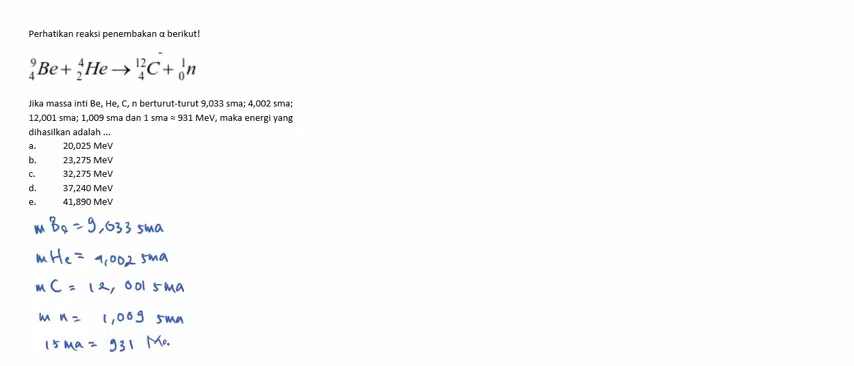 Perhatikan reaksi penembakan α berikut!
⁹₄Be + ⁴₂He → ¹²₄C + ¹₀n
Jika massa inti Be, He, C, n berturut-turut 9,033 sma; 4,002 sma;
12,001 sma; 1,009 sma dan 1 sma ≈ 931 MeV, maka energi yang
dihasilkan adalah ...
a. 20,025 MeV
b. 23,275 MeV
c. 32,275 MeV
d. 37,240 MeV
e. 41,890 MeV
m Be = 9,033 sma
m He = 4,002 sma
m C = 12, 001 sma
m n = 1,009 sma
1 sma = 931 Me